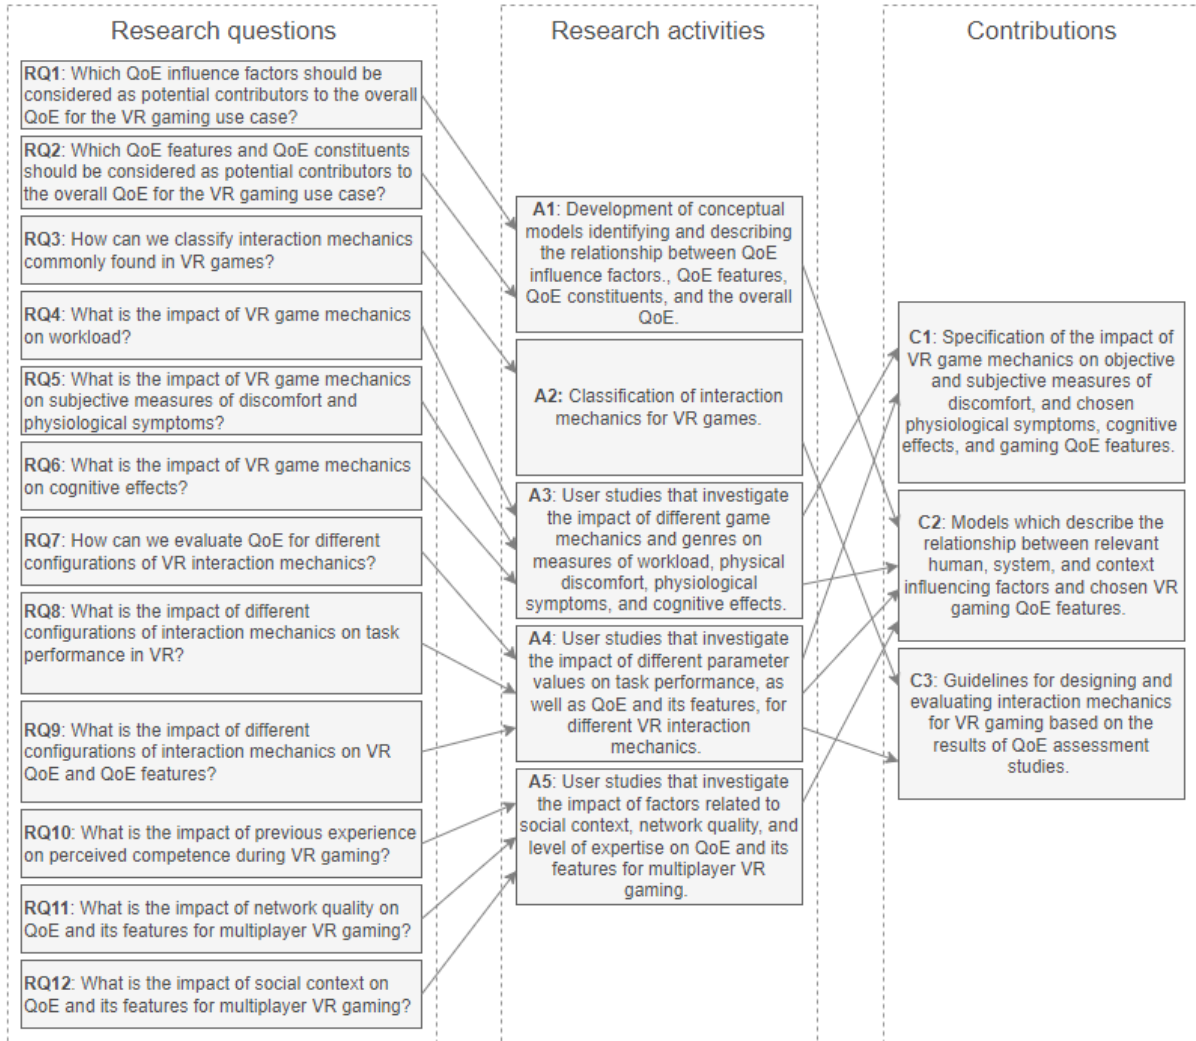 Research questions
RQ1: Which QoE influence factors should be
considered as potential contributors to the overall
QoE for the VR gaming use case?
RQ2: Which QoE features and QoE constituents
should be considered as potential contributors to
the overall QoE for the VR gaming use case?
RQ3: How can we classify interaction mechanics
commonly found in VR games?
RQ4: What is the impact of VR game mechanics
on workload?
RQ5: What is the impact of VR game mechanics
on subjective measures of discomfort and
physiological symptoms?
RQ6: What is the impact of VR game mechanics
on cognitive effects?
RQ7: How can we evaluate QoE for different
configurations of VR interaction mechanics?
RQ8: What is the impact of different
configurations of interaction mechanics on task
performance in VR?
RQ9: What is the impact of different
configurations of interaction mechanics on VR
QoE and QoE features?
RQ10: What is the impact of previous experience
on perceived competence during VR gaming?
RQ11: What is the impact of network quality on
QoE and its features for multiplayer VR gaming?
RQ12: What is the impact of social context on
QoE and its features for multiplayer VR gaming?
Research activities
A1: Development of conceptual
models identifying and describing
the relationship between QoE
influence factors., QoE features,
QoE constituents, and the overall
QoE.
A2: Classification of interaction
mechanics for VR games.
A3: User studies that investigate
the impact of different game
mechanics and genres on
measures of workload, physical
discomfort, physiological
symptoms, and cognitive effects.
A4: User studies that investigate
the impact of different parameter
values on task performance, as
well as QoE and its features, for
different VR interaction
mechanics.
A5: User studies that investigate
the impact of factors related to
social context, network quality, and
level of expertise on QoE and its
features for multiplayer VR
gaming.
Contributions
C1: Specification of the impact of
VR game mechanics on objective
and subjective measures of
discomfort, and chosen
physiological symptoms, cognitive
effects, and gaming QoE features.
C2: Models which describe the
relationship between relevant
human, system, and context
influencing factors and chosen VR
gaming QoE features.
C3: Guidelines for designing and
evaluating interaction mechanics
for VR gaming based on the
results of QoE assessment
studies.